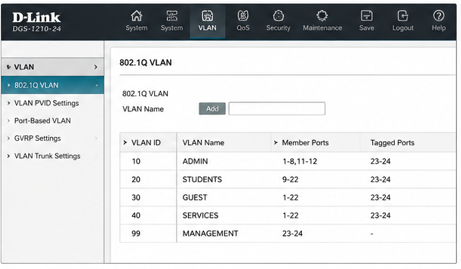 D-Link
DGS-1210-24
System
System
VLAN
QoS
Security
Maintenance
Save
Logout
Help
VLAN
802.1Q VLAN
VLAN PVID Settings
Port-Based VLAN
GVRP Settings
VLAN Trunk Settings
802.1Q VLAN
802.1Q VLAN
VLAN Name Add
VLAN ID VLAN Name Member Ports Tagged Ports
10 ADMIN 1-8,11-12 23-24
20 STUDENTS 9-22 23-24
30 GUEST 1-22 23-24
40 SERVICES 1-22 23-24
99 MANAGEMENT 23-24 -